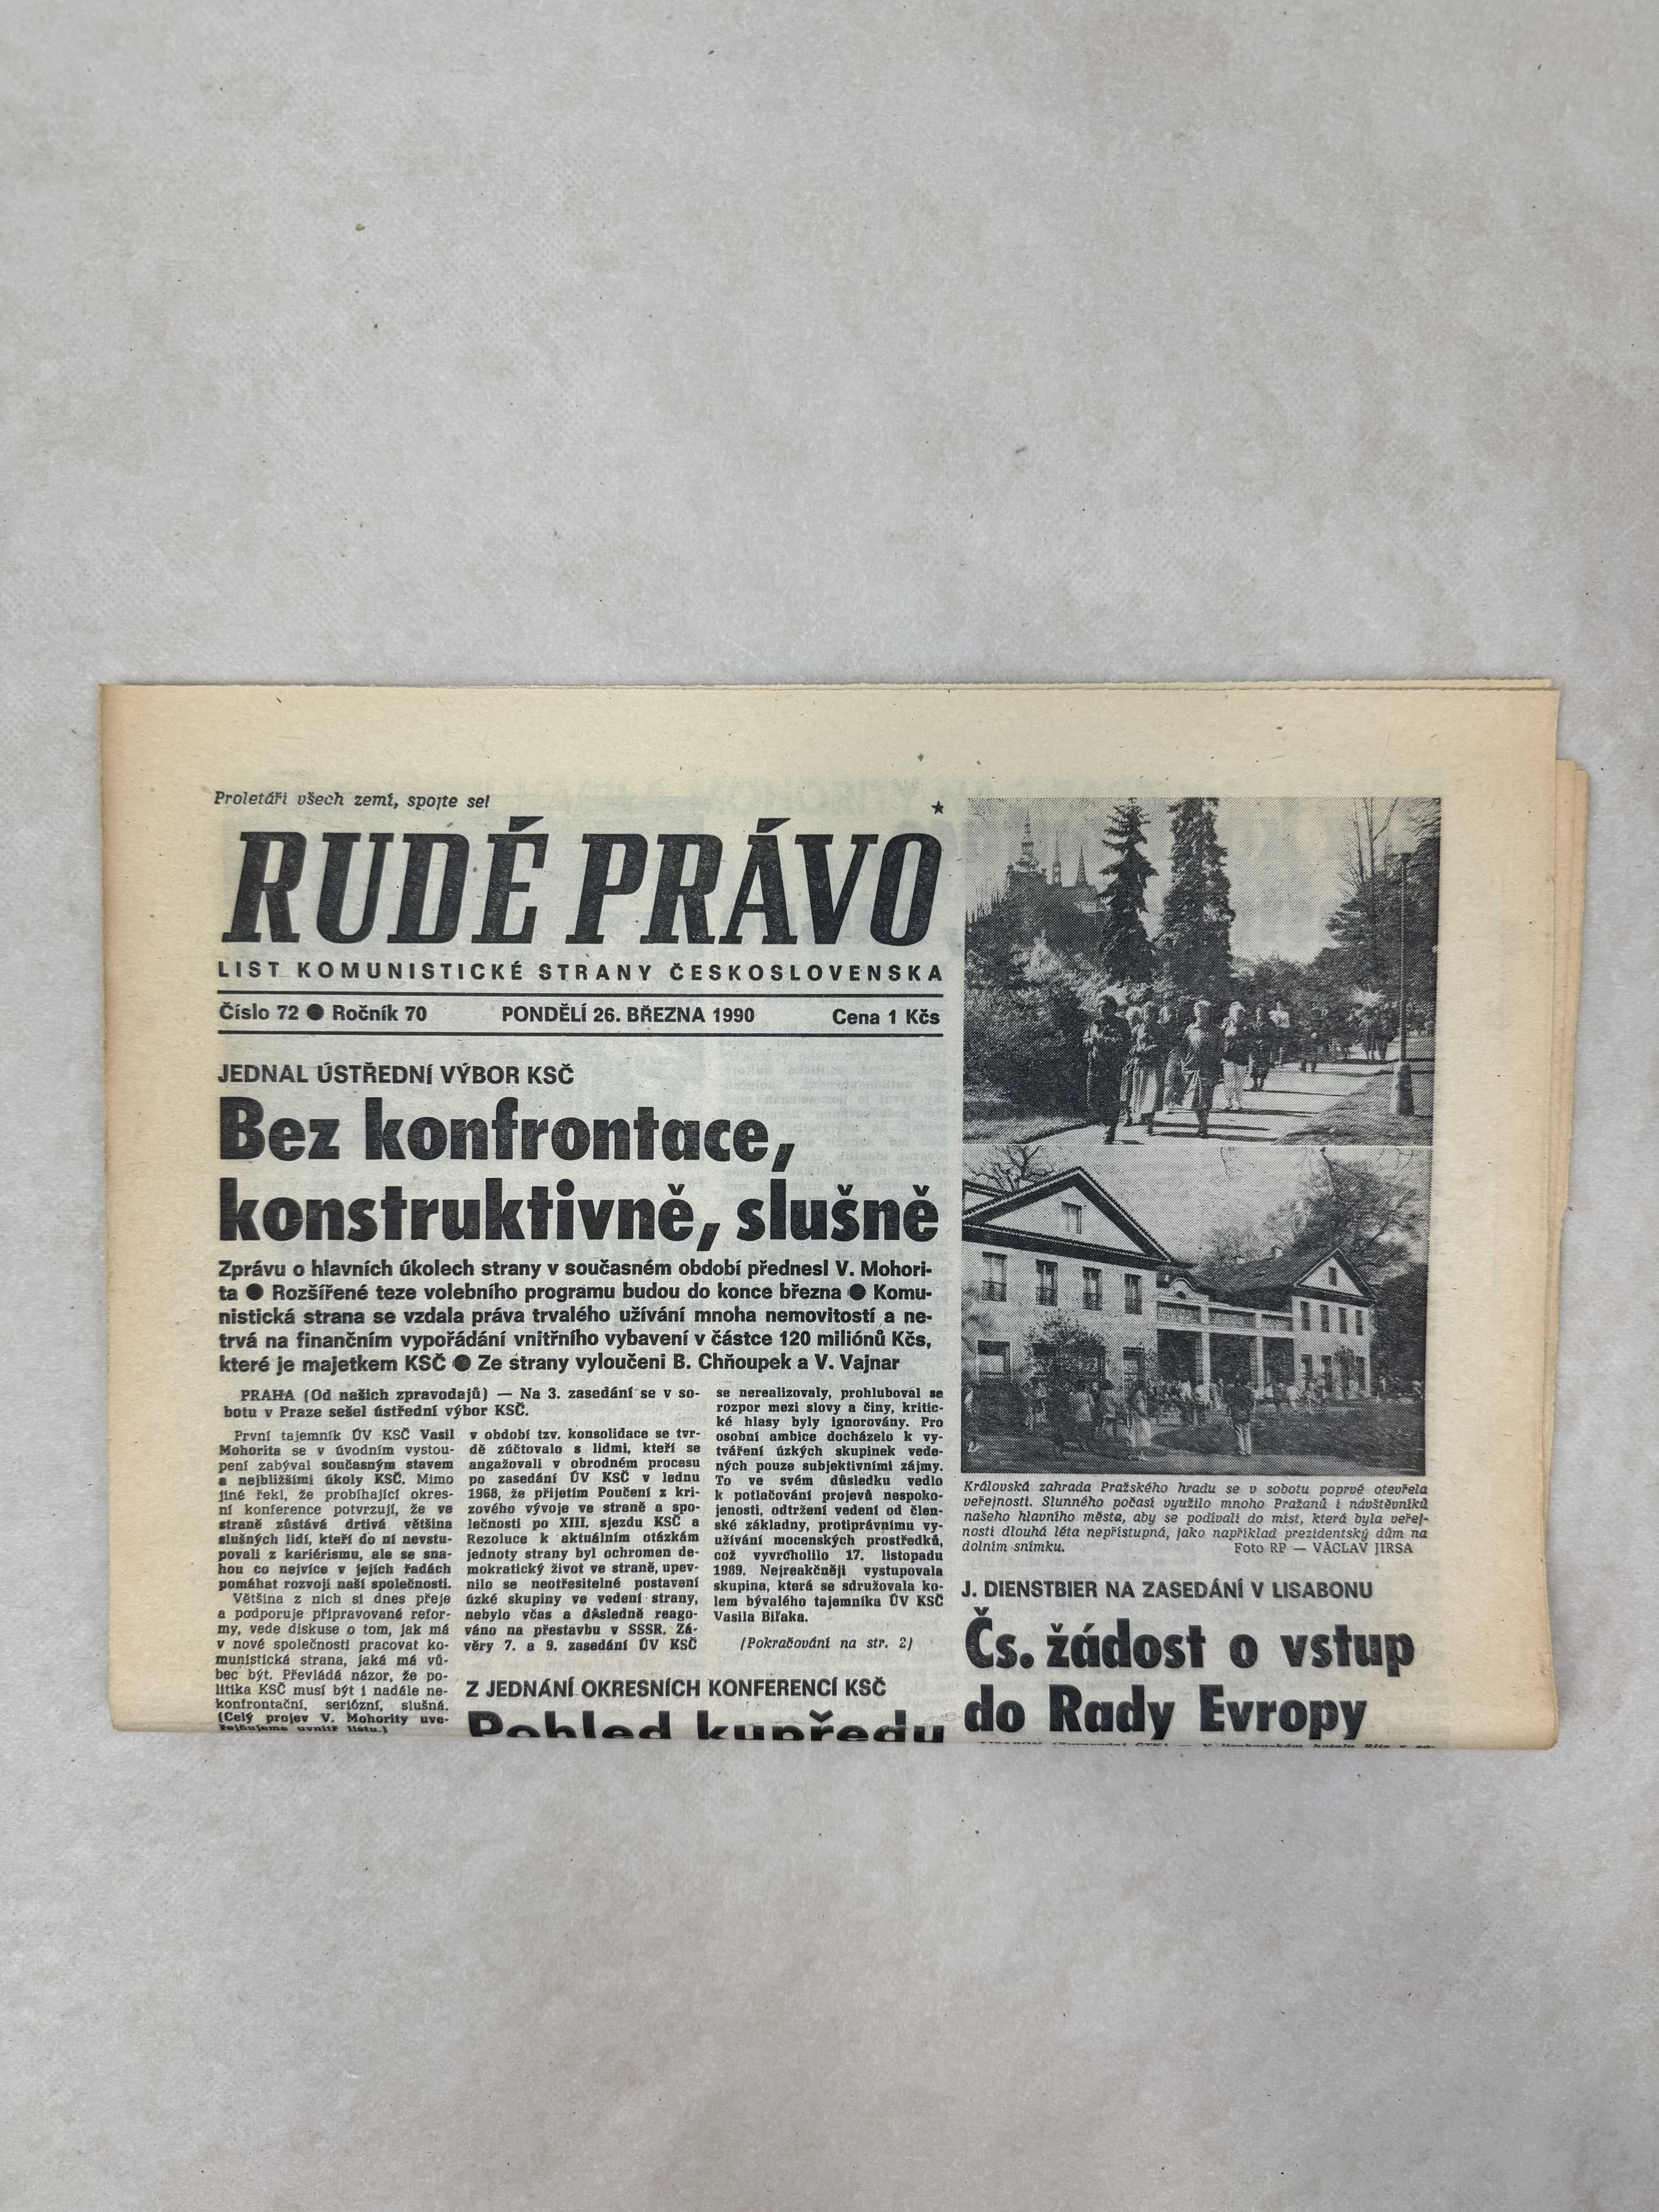 Proletáři všech zemí, spojte se!
RUDÉ PRÁVO
LIST KOMUNISTICKÉ STRANY ČESKOSLOVENSKA
Číslo 72 ● Ročník 70 PONDĚLÍ 26. BŘEZNA 1990 Cena 1 Kčs
JEDNAL ÚSTŘEDNÍ VÝBOR KSČ
Bez konfrontace,
konstruktivně, slušně
Zprávu o hlavních úkolech strany v současném období přednesl V. Mohori-
ta ● Rozšířené teze volebního programu budou do konce března ● Komu-
nistická strana se vzdala práva trvalého užívání mnoha nemovitostí a ne-
trvá na finančním vypořádání vnitřního vybavení v částce 120 miliónů Kčs,
které je majetkem KSČ ● Ze strany vyloučeni B. Chňoupek a V. Vajnar
PRAHA (Od našich zpravodajů) — Na 3. zasedání se v so-
botu v Praze sešel ústřední výbor KSČ.
První tajemník ÚV KSČ Vasil
Mohorita se v úvodním vystou-
pení zabýval současným stavem
a nejbližšími úkoly KSČ. Mimo
jiné řekl, že probíhající okres-
ní konference potvrzují, že ve
straně zůstává drtivá většina
slušných lidí, kteří do ní nevstu-
povali z kariérismu, ale se sna-
hou co nejvíce v jejích řadách
pomáhat rozvoji naší společnosti.
Většina z nich si dnes přeje
a podporuje připravované refor-
my, vede diskuse o tom, jak má
v nové společnosti pracovat ko-
munistická strana, jaká má vů-
bec být. Převládá názor, že po-
litika KSČ musí být i nadále ne-
konfrontační, seriózní, slušná.
(Celý projev V. Mohority uve-
řejňujeme uvnitř listu.)
v období tzv. konsolidace se tvr-
dě zúčtovalo s lidmi, kteří se
angažovali v obrodném procesu
po zasedání ÚV KSČ v lednu
1968, že přijetím Poučení z kri-
zového vývoje ve straně a spo-
lečnosti po XIII. sjezdu KSČ a
Rezoluce k aktuálním otázkám
jednoty strany byl ochromen de-
mokratický život ve straně, upev-
nilo se neotřesitelné postavení
úzké skupiny ve vedení strany,
nebylo včas a důsledně reago-
váno na přestavbu v SSSR. Zá-
věry 7. a 9. zasedání ÚV KSČ
se nerealizovaly, prohluboval se
rozpor mezi slovy a činy, kritic-
ké hlasy byly ignorovány. Pro
osobní ambice docházelo k vy-
tváření úzkých skupinek vede-
ných pouze subjektivními zájmy.
To ve svém důsledku vedlo
k potlačování projevů nespoko-
jenosti, odtržení vedení od člen-
ské základny, protiprávnímu vy-
užívání mocenských prostředků,
což vyvrcholilo 17. listopadu
1989. Nejreakčněji vystupovala
skupina, která se sdružovala ko-
lem bývalého tajemníka ÚV KSČ
Vasila Biľaka.
(Pokračování na str. 2)
Z JEDNÁNÍ OKRESNÍCH KONFERENCÍ KSČ
Pohled kupředu
Královská zahrada Pražského hradu se v sobotu poprvé otevřela
veřejnosti. Slunného počasí využilo mnoho Pražanů i návštěvníků
našeho hlavního města, aby se podívali do míst, která byla veřej-
nosti dlouhá léta nepřístupná, jako například prezidentský dům na
dolním snímku. Foto RP — VÁCLAV JIRSA
J. DIENSTBIER NA ZASEDÁNÍ V LISABONU
Čs. žádost o vstup
do Rady Evropy